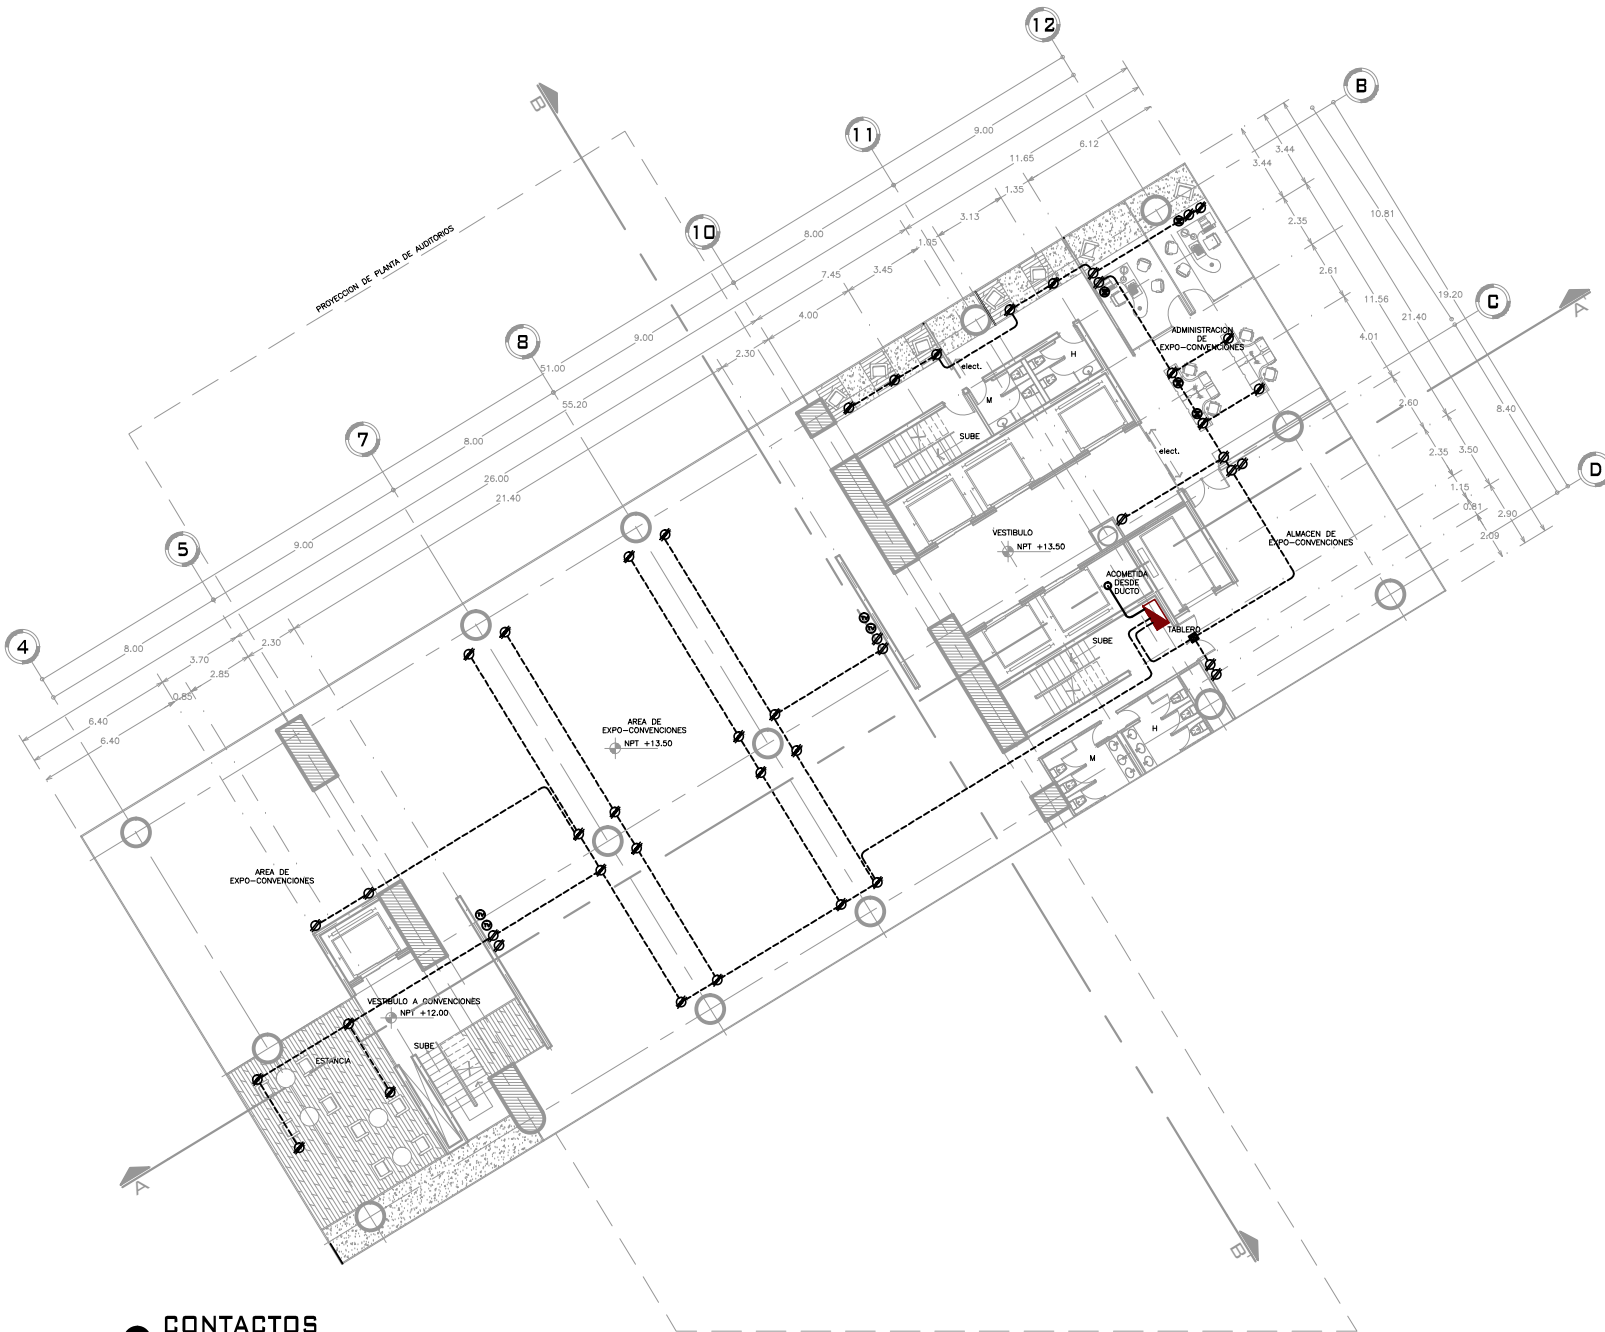 12
B
11
9.00
11.65
6.12
3.44
3.44
10.81
B
1.35
3.13
10
8.00
1.05
2.35
PROYECCION DE PLANTA DE AUDITORIOS
7.45
3.45
2.61
19.20
11.56
C
A
4.00
21.40
8
9.00
2.30
ADMINISTRACION
DE
EXPO-CONVENCIONES
4.01
H
elect.
51.00
55.20
M
2.60
8.40
7
8.00
SUBE
elect.
3.50
2.35
D
26.00
21.40
1.15
0.81
2.90
2.09
5
9.00
VESTIBULO
NPT +13.50
ALMACEN DE
EXPO-CONVENCIONES
ACOMETIDA
DESDE
DUCTO
TABLERO
SUBE
4
8.00
2.30
3.70
2.85
0.85
6.40
6.40
AREA DE
EXPO-CONVENCIONES
NPT +13.50
H
M
AREA DE
EXPO-CONVENCIONES
VESTIBULO A CONVENCIONES
NPT +12.00
SUBE
ESTANCIA
A
B
CONTACTOS